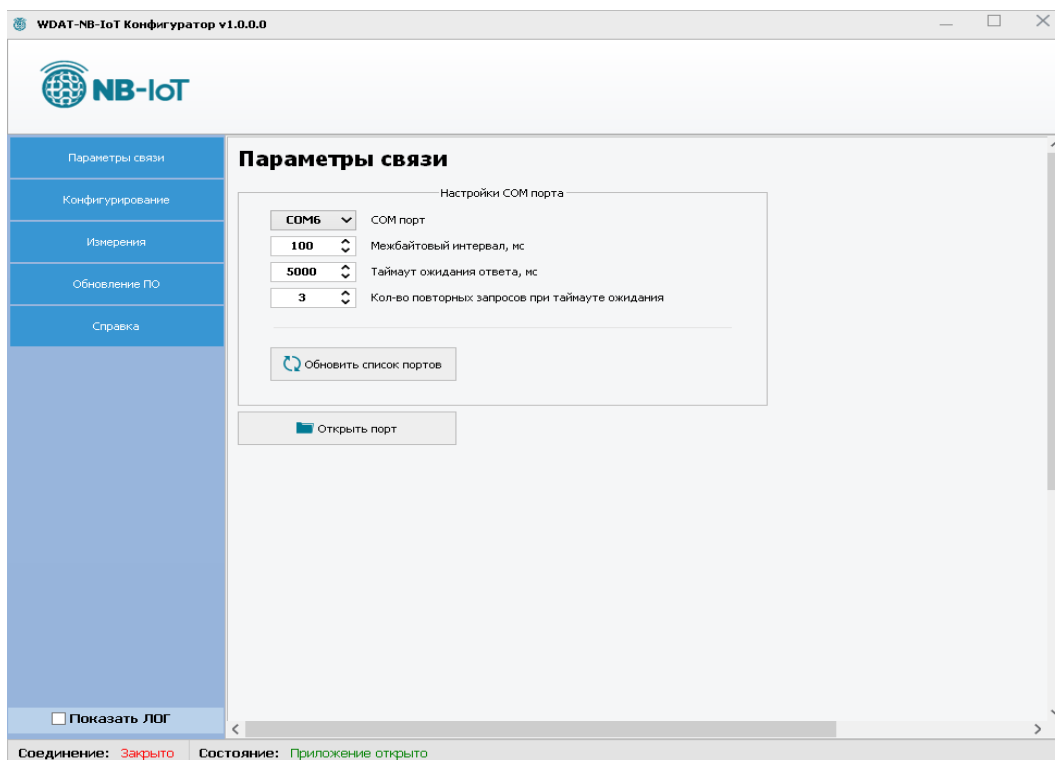 WDAT-NB-IoT Конфигуратор v1.0.0.0
NB-IoT
Параметры связи
Конфигурирование
Измерения
Обновление ПО
Справка
Показать ЛОГ
Параметры связи
Настройки COM порта
COM6 COM порт
100 Межбайтовый интервал, мс
5000 Таймаут ожидания ответа, мс
3 Кол-во повторных запросов при таймауте ожидания
Обновить список портов
Открыть порт
Соединение: Закрыто Состояние: Приложение открыто